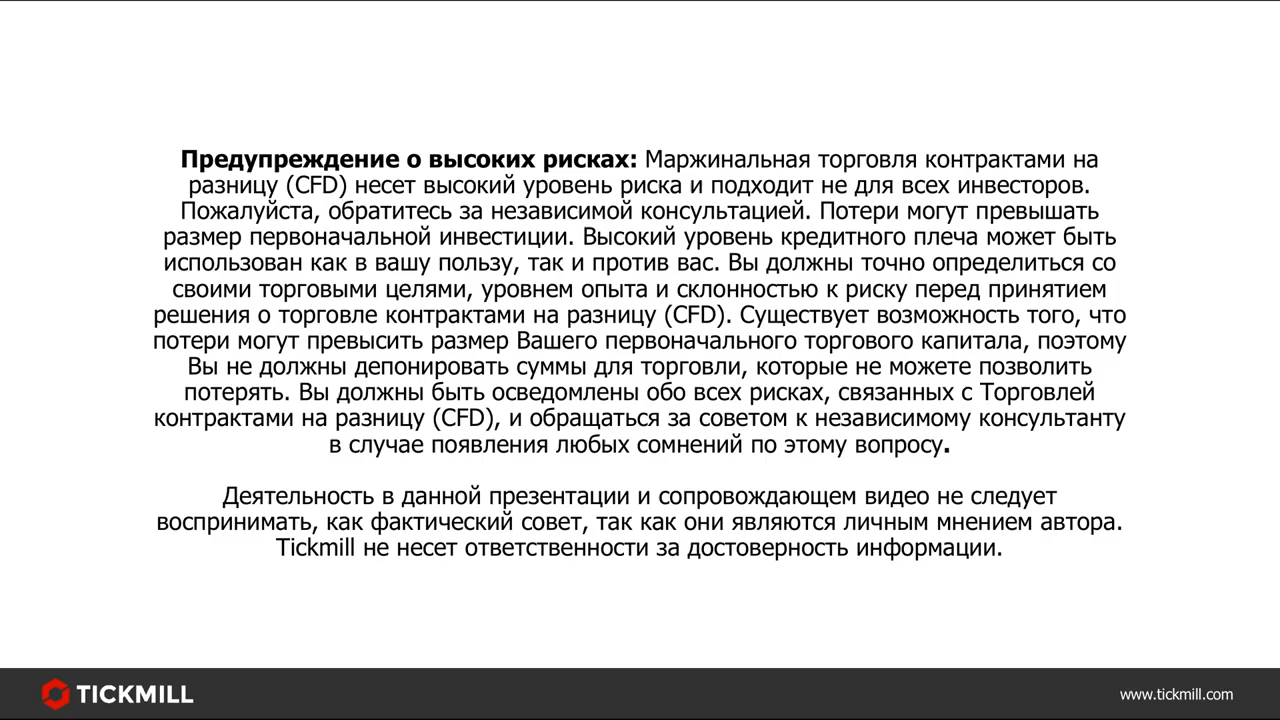 Предупреждение о высоких рисках: Маржинальная торговля контрактами на
разницу (CFD) несет высокий уровень риска и подходит не для всех инвесторов.
Пожалуйста, обратитесь за независимой консультацией. Потери могут превышать
размер первоначальной инвестиции. Высокий уровень кредитного плеча может быть
использован как в вашу пользу, так и против вас. Вы должны точно определиться со
своими торговыми целями, уровнем опыта и склонностью к риску перед принятием
решения о торговле контрактами на разницу (CFD). Существует возможность того, что
потери могут превысить размер Вашего первоначального торгового капитала, поэтому
Вы не должны депонировать суммы для торговли, которые не можете позволить
потерять. Вы должны быть осведомлены обо всех рисках, связанных с Торговлей
контрактами на разницу (CFD), и обращаться за советом к независимому консультанту
в случае появления любых сомнений по этому вопросу.
Деятельность в данной презентации и сопровождающем видео не следует
воспринимать, как фактический совет, так как они являются личным мнением автора.
Tickmill не несет ответственности за достоверность информации.
TICKMILL
www.tickmill.com